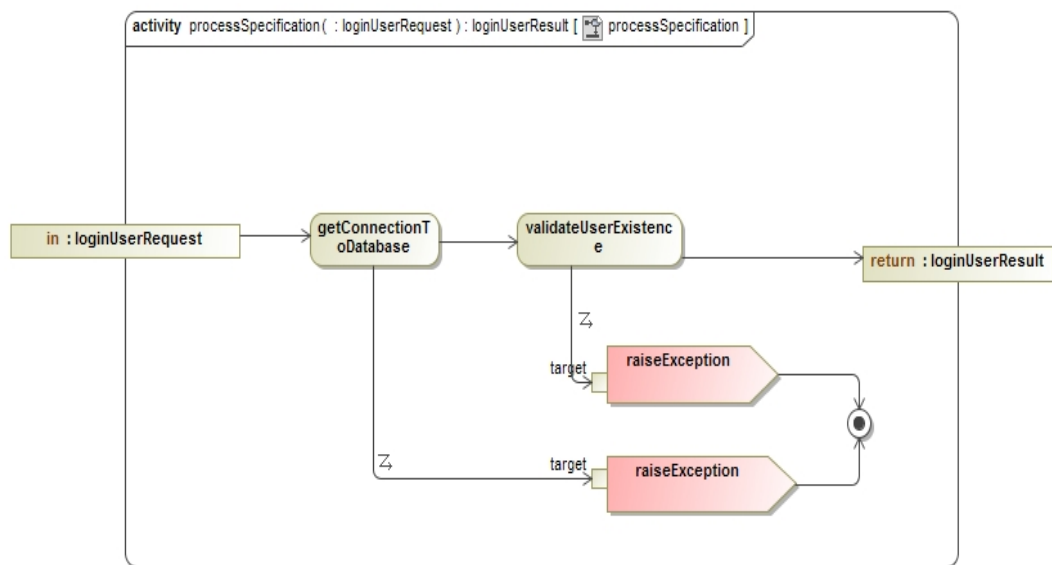 activity processSpecification( : loginUserRequest ) : loginUserResult [ processSpecification ]
getConnectionT
oDatabase
validateUserExistenc
e
in : loginUserRequest
return : loginUserResult
target
raiseException
target
raiseException